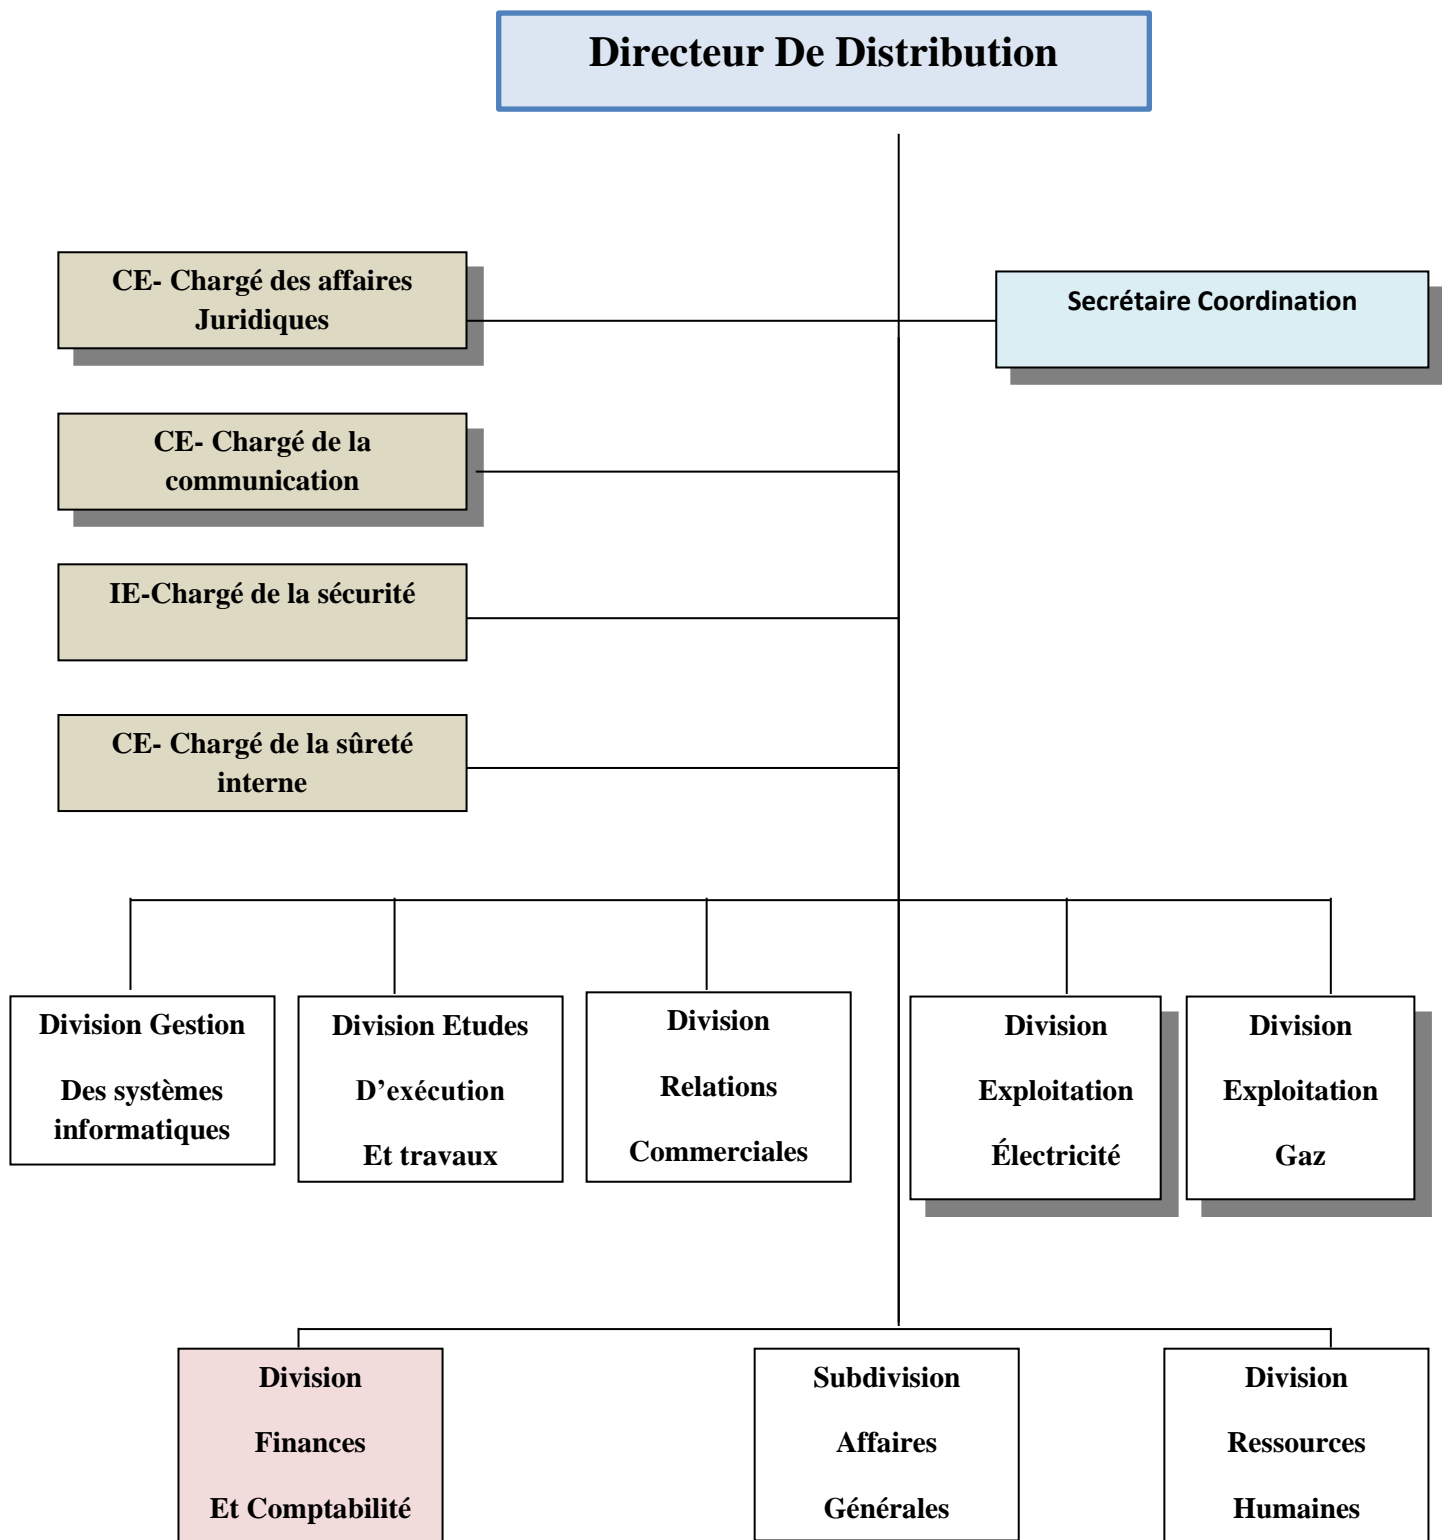 Directeur De Distribution
CE- Chargé des affaires
Juridiques
Secrétaire Coordination
CE- Chargé de la
communication
IE-Chargé de la sécurité
CE- Chargé de la sûreté
interne
Division Gestion
Des systèmes
informatiques
Division Etudes
D’exécution
Et travaux
Division
Relations
Commerciales
Division
Exploitation
Électricité
Division
Exploitation
Gaz
Division
Finances
Et Comptabilité
Subdivision
Affaires
Générales
Division
Ressources
Humaines